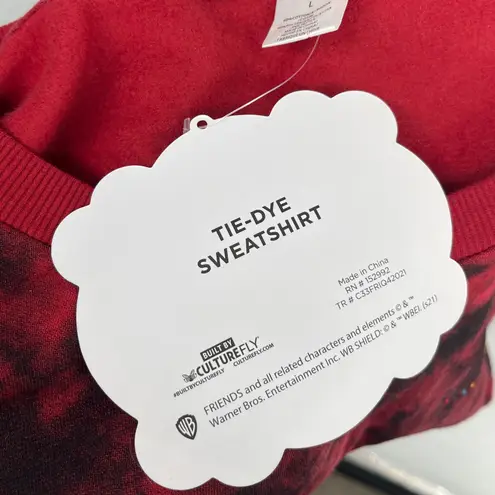 L
TIE-DYE
SWEATSHIRT
Made in China
RN # 152992
TR # C33FRIQ42021
BUILT BY
CULTUREFLY
#BUILTBYCULTUREFLY CULTUREFLY.COM
FRIENDS and all related characters and elements © & ™
Warner Bros. Entertainment Inc. WB SHIELD: © & ™ WBEI. (s21)
WB